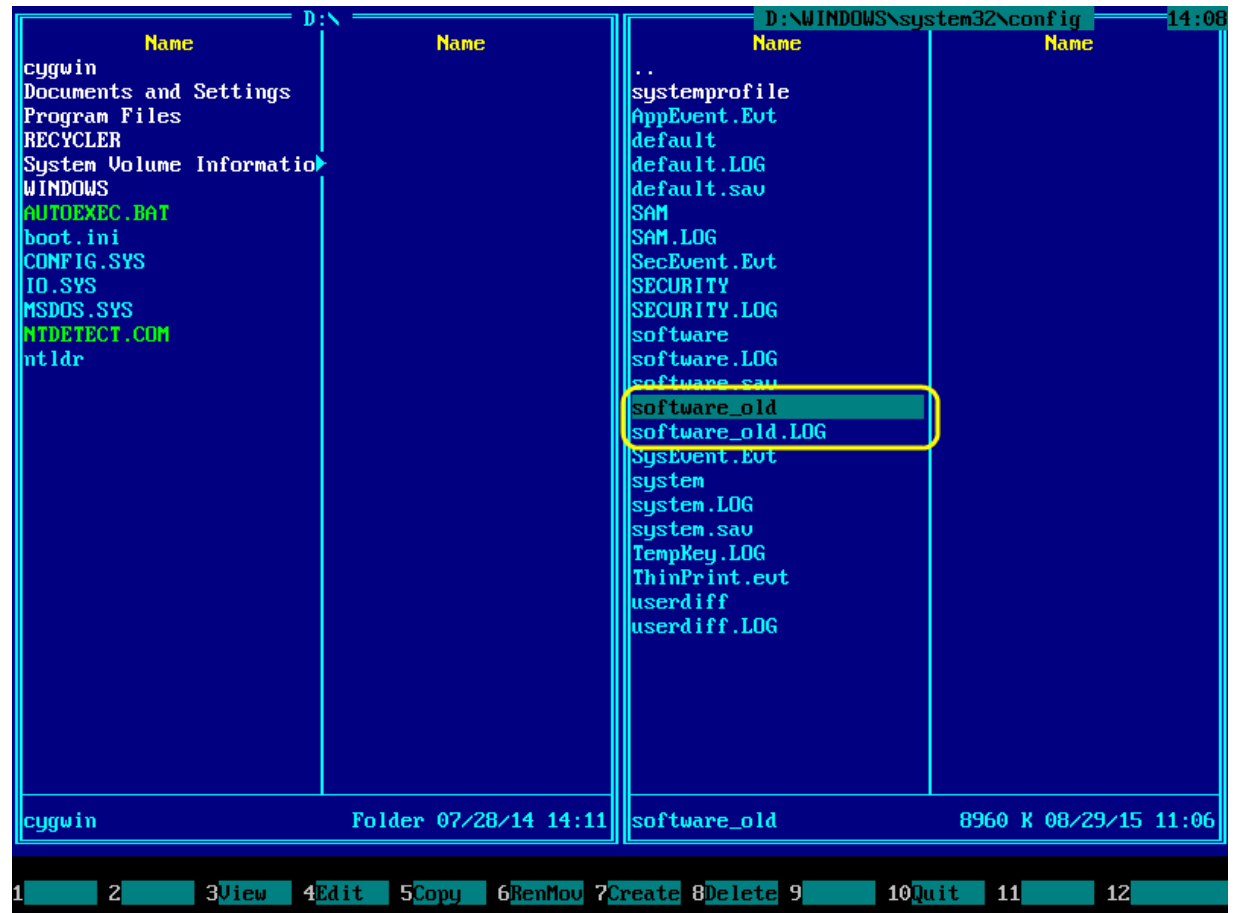 D:\
Name Name
cygwin
Documents and Settings
Program Files
RECYCLER
System Volume Informatio
WINDOWS
AUTOEXEC.BAT
boot.ini
CONFIG.SYS
IO.SYS
MSDOS.SYS
NTDETECT.COM
ntldr
cygwin Folder 07/28/14 14:11
D:\WINDOWS\system32\config 14:08
Name Name
..
systemprofile
AppEvent.Evt
default
default.LOG
default.sav
SAM
SAM.LOG
SecEvent.Evt
SECURITY
SECURITY.LOG
software
software.LOG
software.sav
software_old
software_old.LOG
SysEvent.Evt
system
system.LOG
system.sav
TempKey.LOG
ThinPrint.evt
userdiff
userdiff.LOG
software_old 8960 K 08/29/15 11:06
1 2 3View 4Edit 5Copy 6RenMov 7Create 8Delete 9 10Quit 11 12